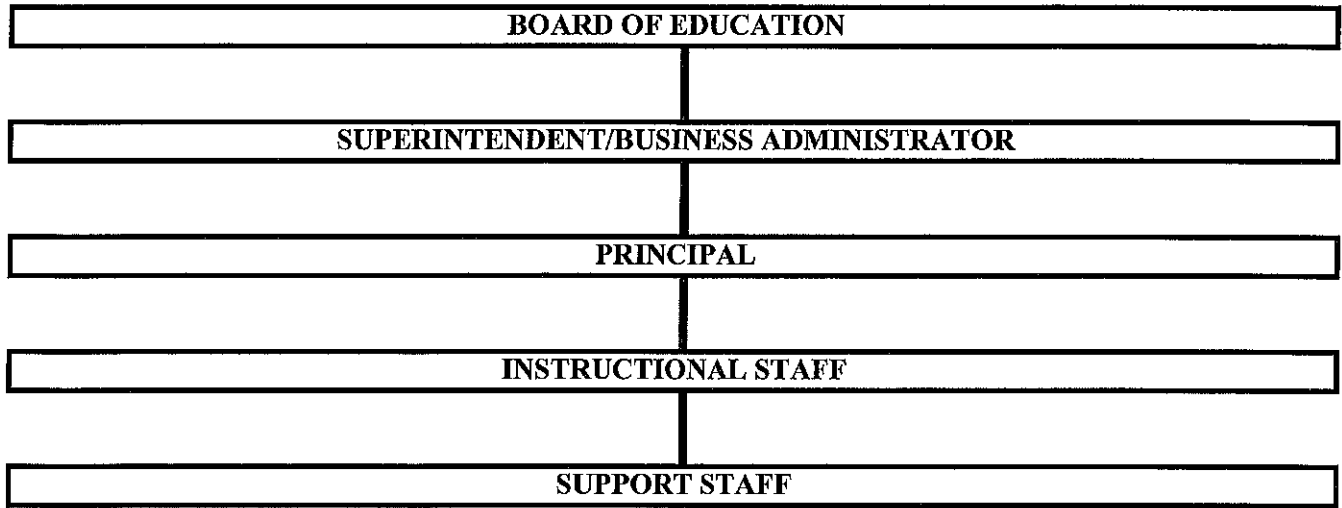 BOARD OF EDUCATION
SUPERINTENDENT/BUSINESS ADMINISTRATOR
PRINCIPAL
INSTRUCTIONAL STAFF
SUPPORT STAFF